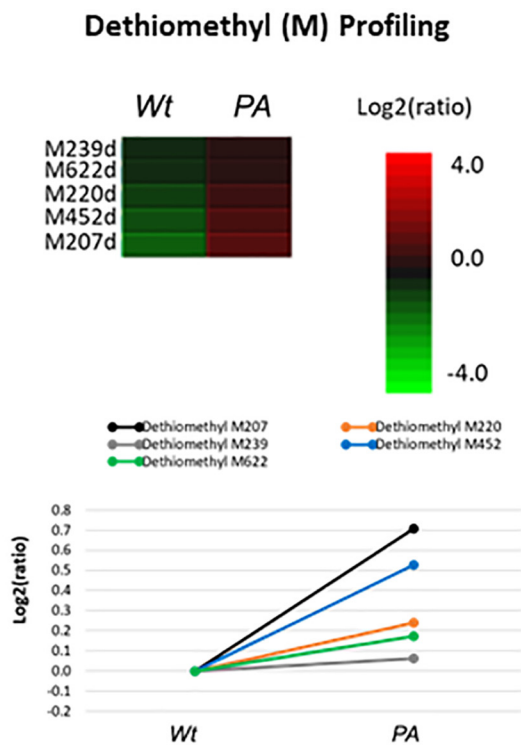 Dethiomethyl (M) Profiling
Wt PA Log2(ratio)
M239d
M622d
M220d
M452d
M207d
4.0
0.0
-4.0
Dethiomethyl M207 Dethiomethyl M220
Dethiomethyl M239 Dethiomethyl M452
Dethiomethyl M622
Log2(ratio)
0.8
0.7
0.6
0.5
0.4
0.3
0.2
0.1
0.0
-0.1
-0.2
Wt PA